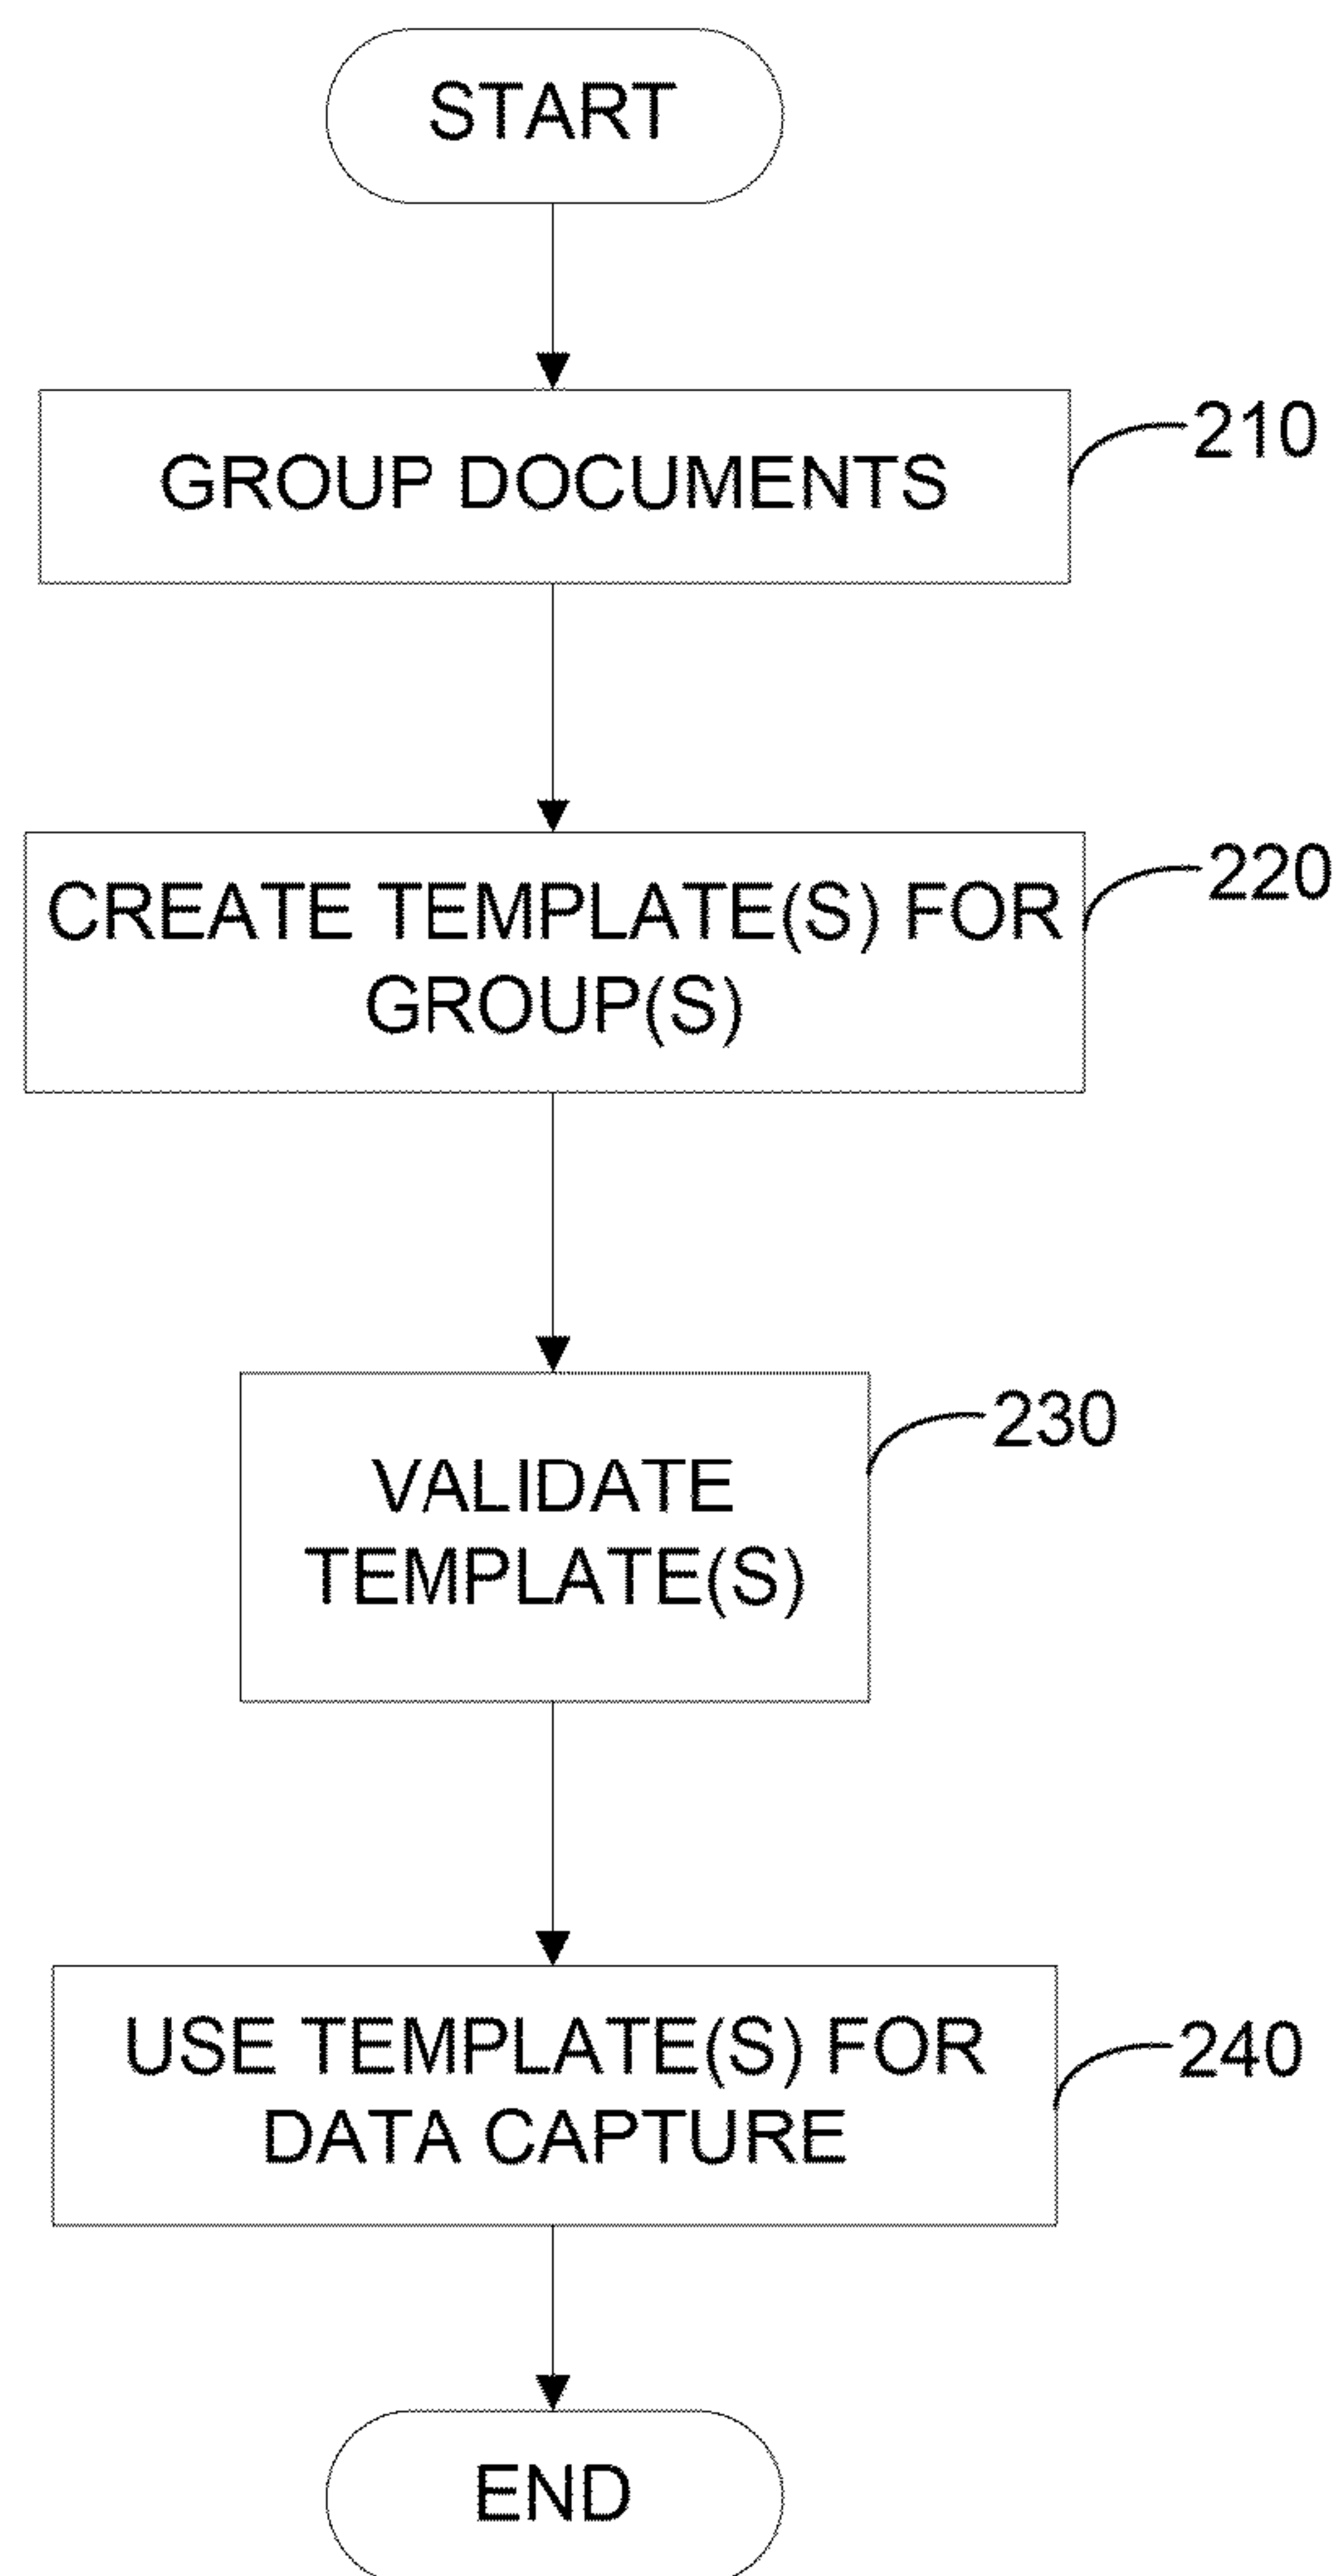 START
GROUP DOCUMENTS
210
CREATE TEMPLATE(S) FOR
GROUP(S)
220
VALIDATE
TEMPLATE(S)
230
USE TEMPLATE(S) FOR
DATA CAPTURE
240
END